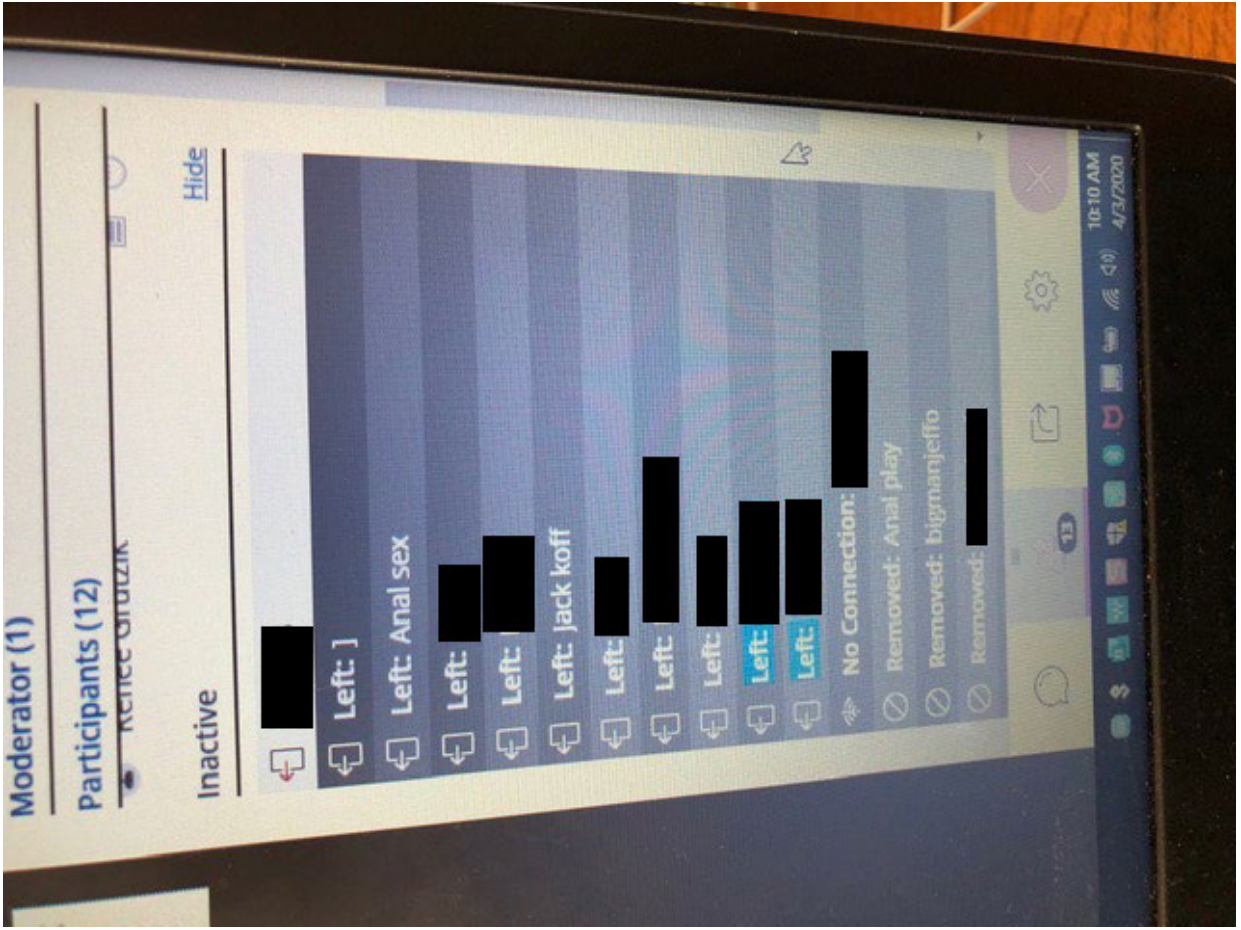 Moderator (1)
Participants (12)
Inactive
Hide
Left: ]
Left: Anal sex
Left:
Left:
Left: Jack koff
Left:
Left:
Left:
Left:
Left:
No Connection:
Removed: Anal play
Removed: bigmanjeffo
Removed:
13
10:10 AM
4/3/2020